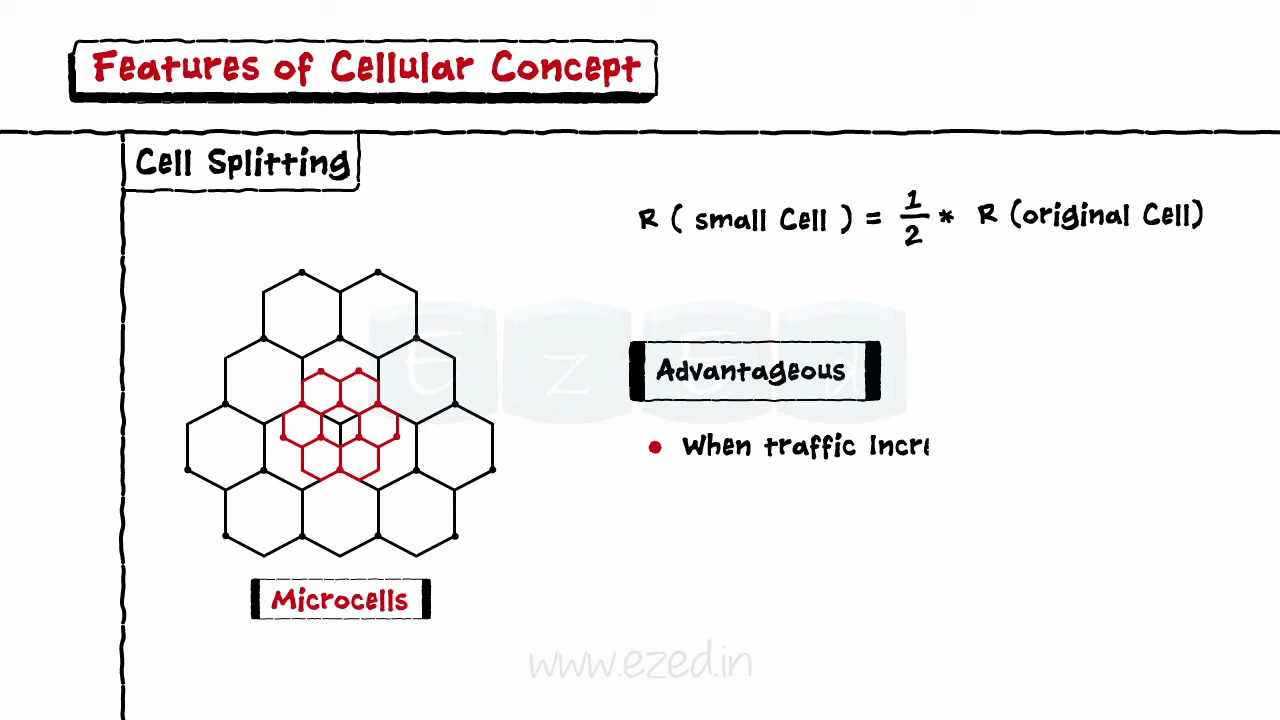 Features of Cellular Concept
Cell Splitting
R ( small Cell ) = 1/2 * R (original Cell)
E z E d
Advantageous
• When traffic Incre
Microcells
www.ezed.in